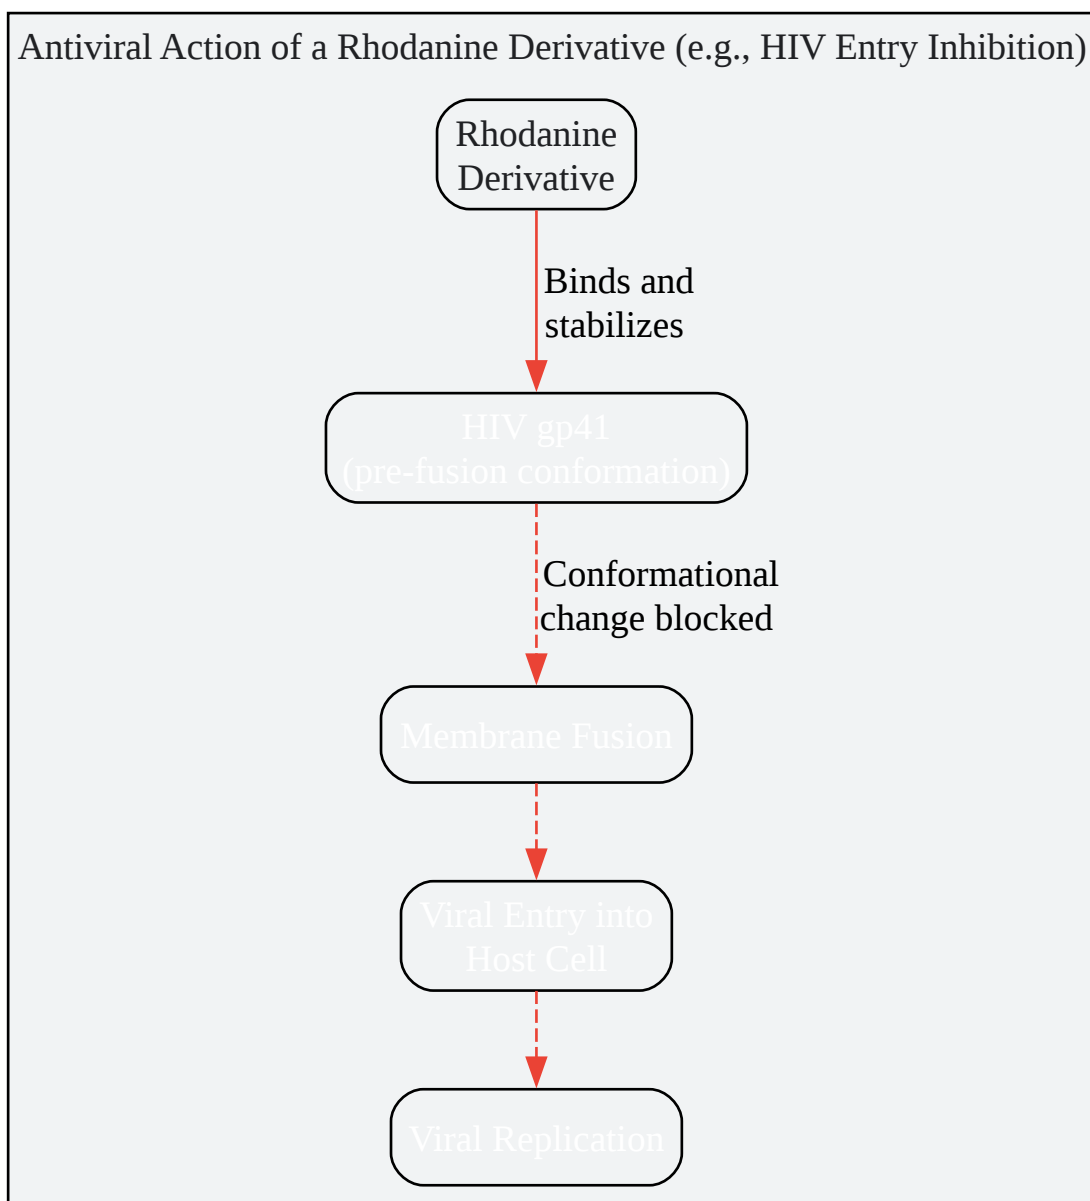 Antiviral Action of a Rhodanine Derivative (e.g., HIV Entry Inhibition)
Rhodanine
Derivative
Binds and
stabilizes
HIV gp41
(pre-fusion conformation)
Conformational
change blocked
Membrane Fusion
Viral Entry into
Host Cell
Viral Replication